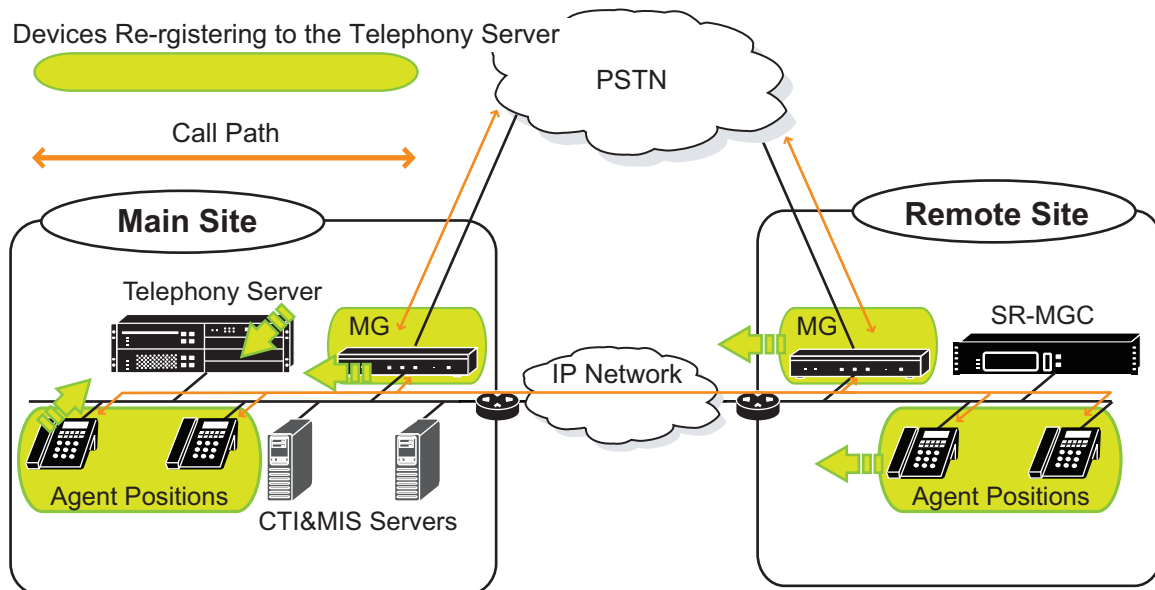 Devices Re-rgistering to the Telephony Server
PSTN
Call Path
Main Site
Remote Site
Telephony Server
MG
MG
SR-MGC
IP Network
Agent Positions
CTI&MIS Servers
Agent Positions